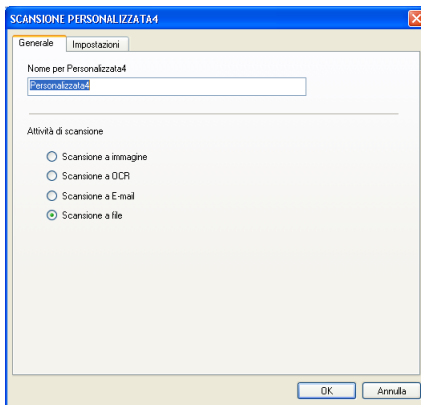 SCANSIONE PERSONALIZZATA4
Generale Impostazioni
Nome per Personalizzata4
Personalizzata4
Attività di scansione
Scansione a immagine
Scansione a OCR
Scansione a E-mail
Scansione a file
OK Annulla